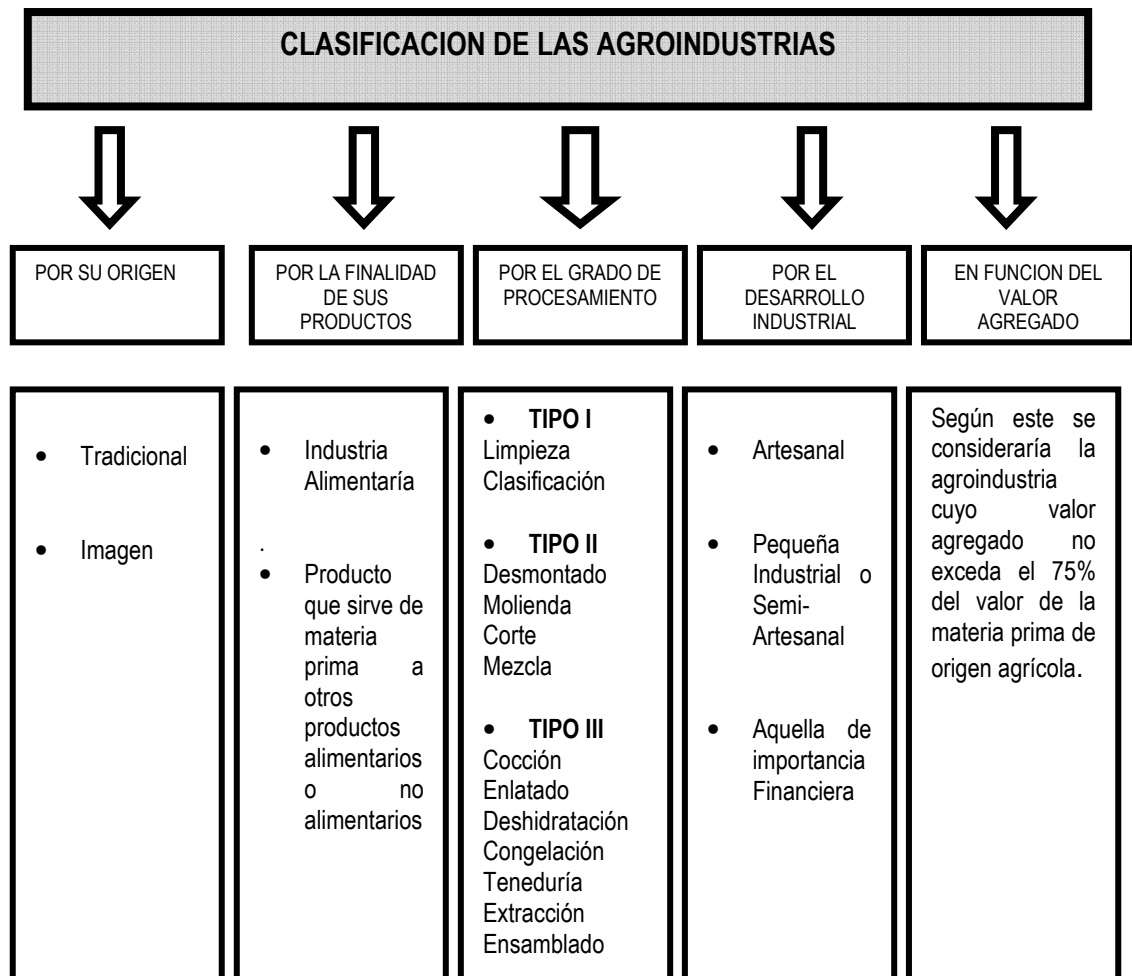 CLASIFICACION DE LAS AGROINDUSTRIAS
POR SU ORIGEN
POR LA FINALIDAD
DE SUS
PRODUCTOS
POR EL GRADO DE
PROCESAMIENTO
POR EL
DESARROLLO
INDUSTRIAL
EN FUNCION DEL
VALOR
AGREGADO
• Tradicional
• Imagen
• Industria
Alimentaría
.
• Producto
que sirve de
materia
prima a
otros
productos
alimentarios
o no
alimentarios
• TIPO I
Limpieza
Clasificación
• TIPO II
Desmontado
Molienda
Corte
Mezcla
• TIPO III
Cocción
Enlatado
Deshidratación
Congelación
Teneduría
Extracción
Ensamblado
• Artesanal
• Pequeña
Industrial o
Semi-
Artesanal
• Aquella de
importancia
Financiera
Según este se
consideraría la
agroindustria
cuyo valor
agregado no
exceda el 75%
del valor de la
materia prima de
origen agrícola.